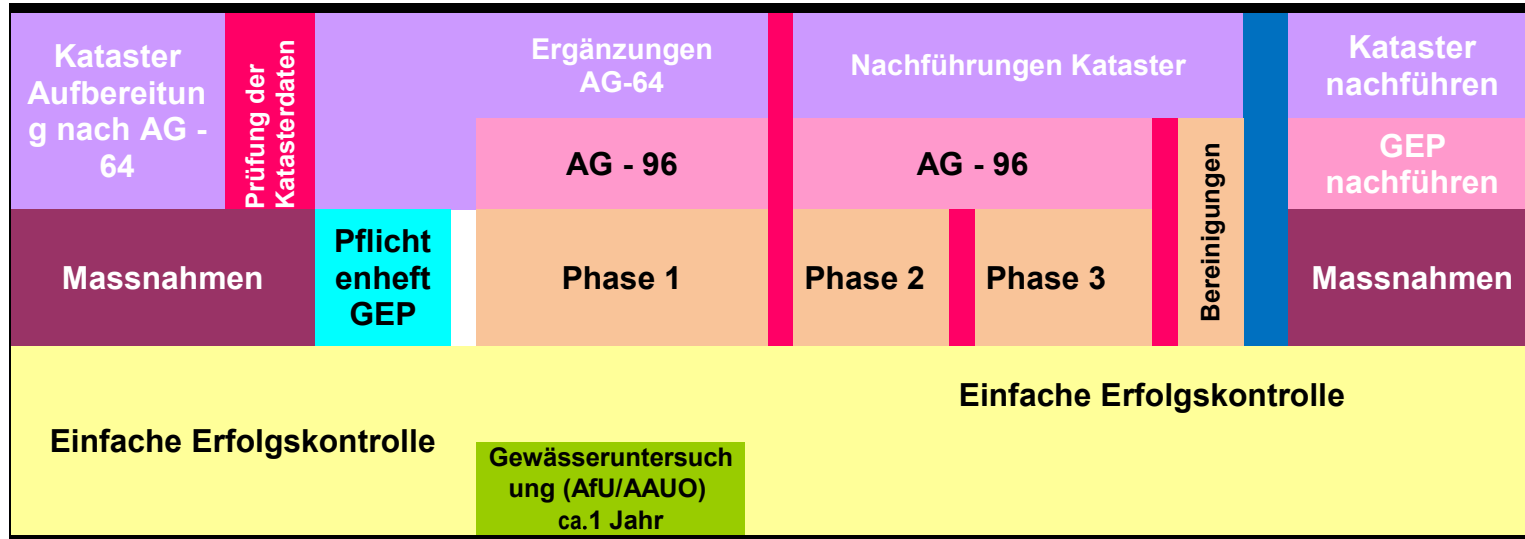 Kataster
Aufbereitun
g nach AG -
64
Prüfung der
Katasterdaten
Ergänzungen
AG-64
Nachführungen Kataster
Kataster
nachführen
AG - 96
AG - 96
Bereinigungen
GEP
nachführen
Massnahmen
Pflicht
enheft
GEP
Phase 1
Phase 2
Phase 3
Massnahmen
Einfache Erfolgskontrolle
Einfache Erfolgskontrolle
Gewässeruntersuch
ung (AfU/AAUO)
ca.1 Jahr